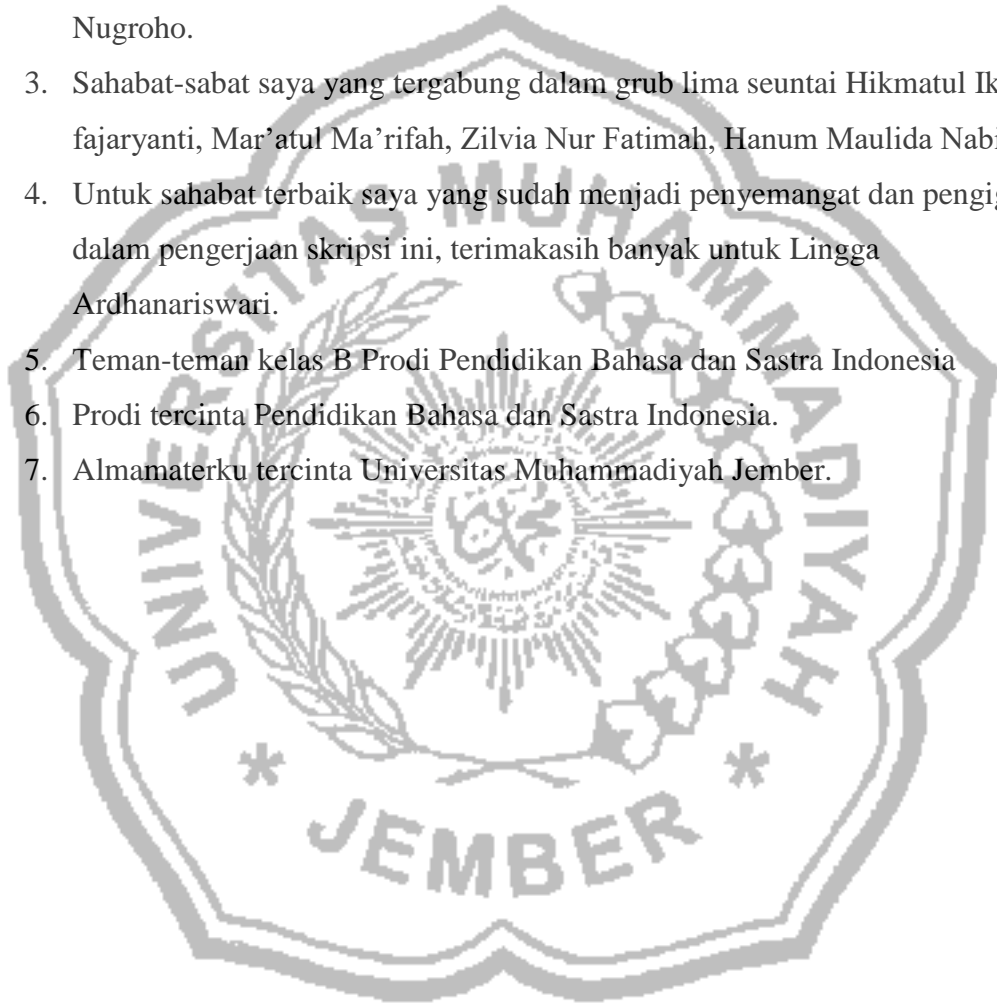 Nugroho.
3. Sahabat-sabat saya yang tergabung dalam grub lima seuntai Hikmatul
fajaryanti, Mar’atul Ma’rifah, Zilvia Nur Fatimah, Hanum Maulida
4. Untuk sahabat terbaik saya yang sudah menjadi penyemangat dan
dalam pengerjaan skripsi ini, terimakasih banyak untuk Lingga
Ardhanariswari.
5. Teman-teman kelas B Prodi Pendidikan Bahasa dan Sastra Indonesia
6. Prodi tercinta Pendidikan Bahasa dan Sastra Indonesia.
7. Almamaterku tercinta Universitas Muhammadiyah Jember.
UNIVERSITAS MUHAMMADIYAH
* JEMBER *